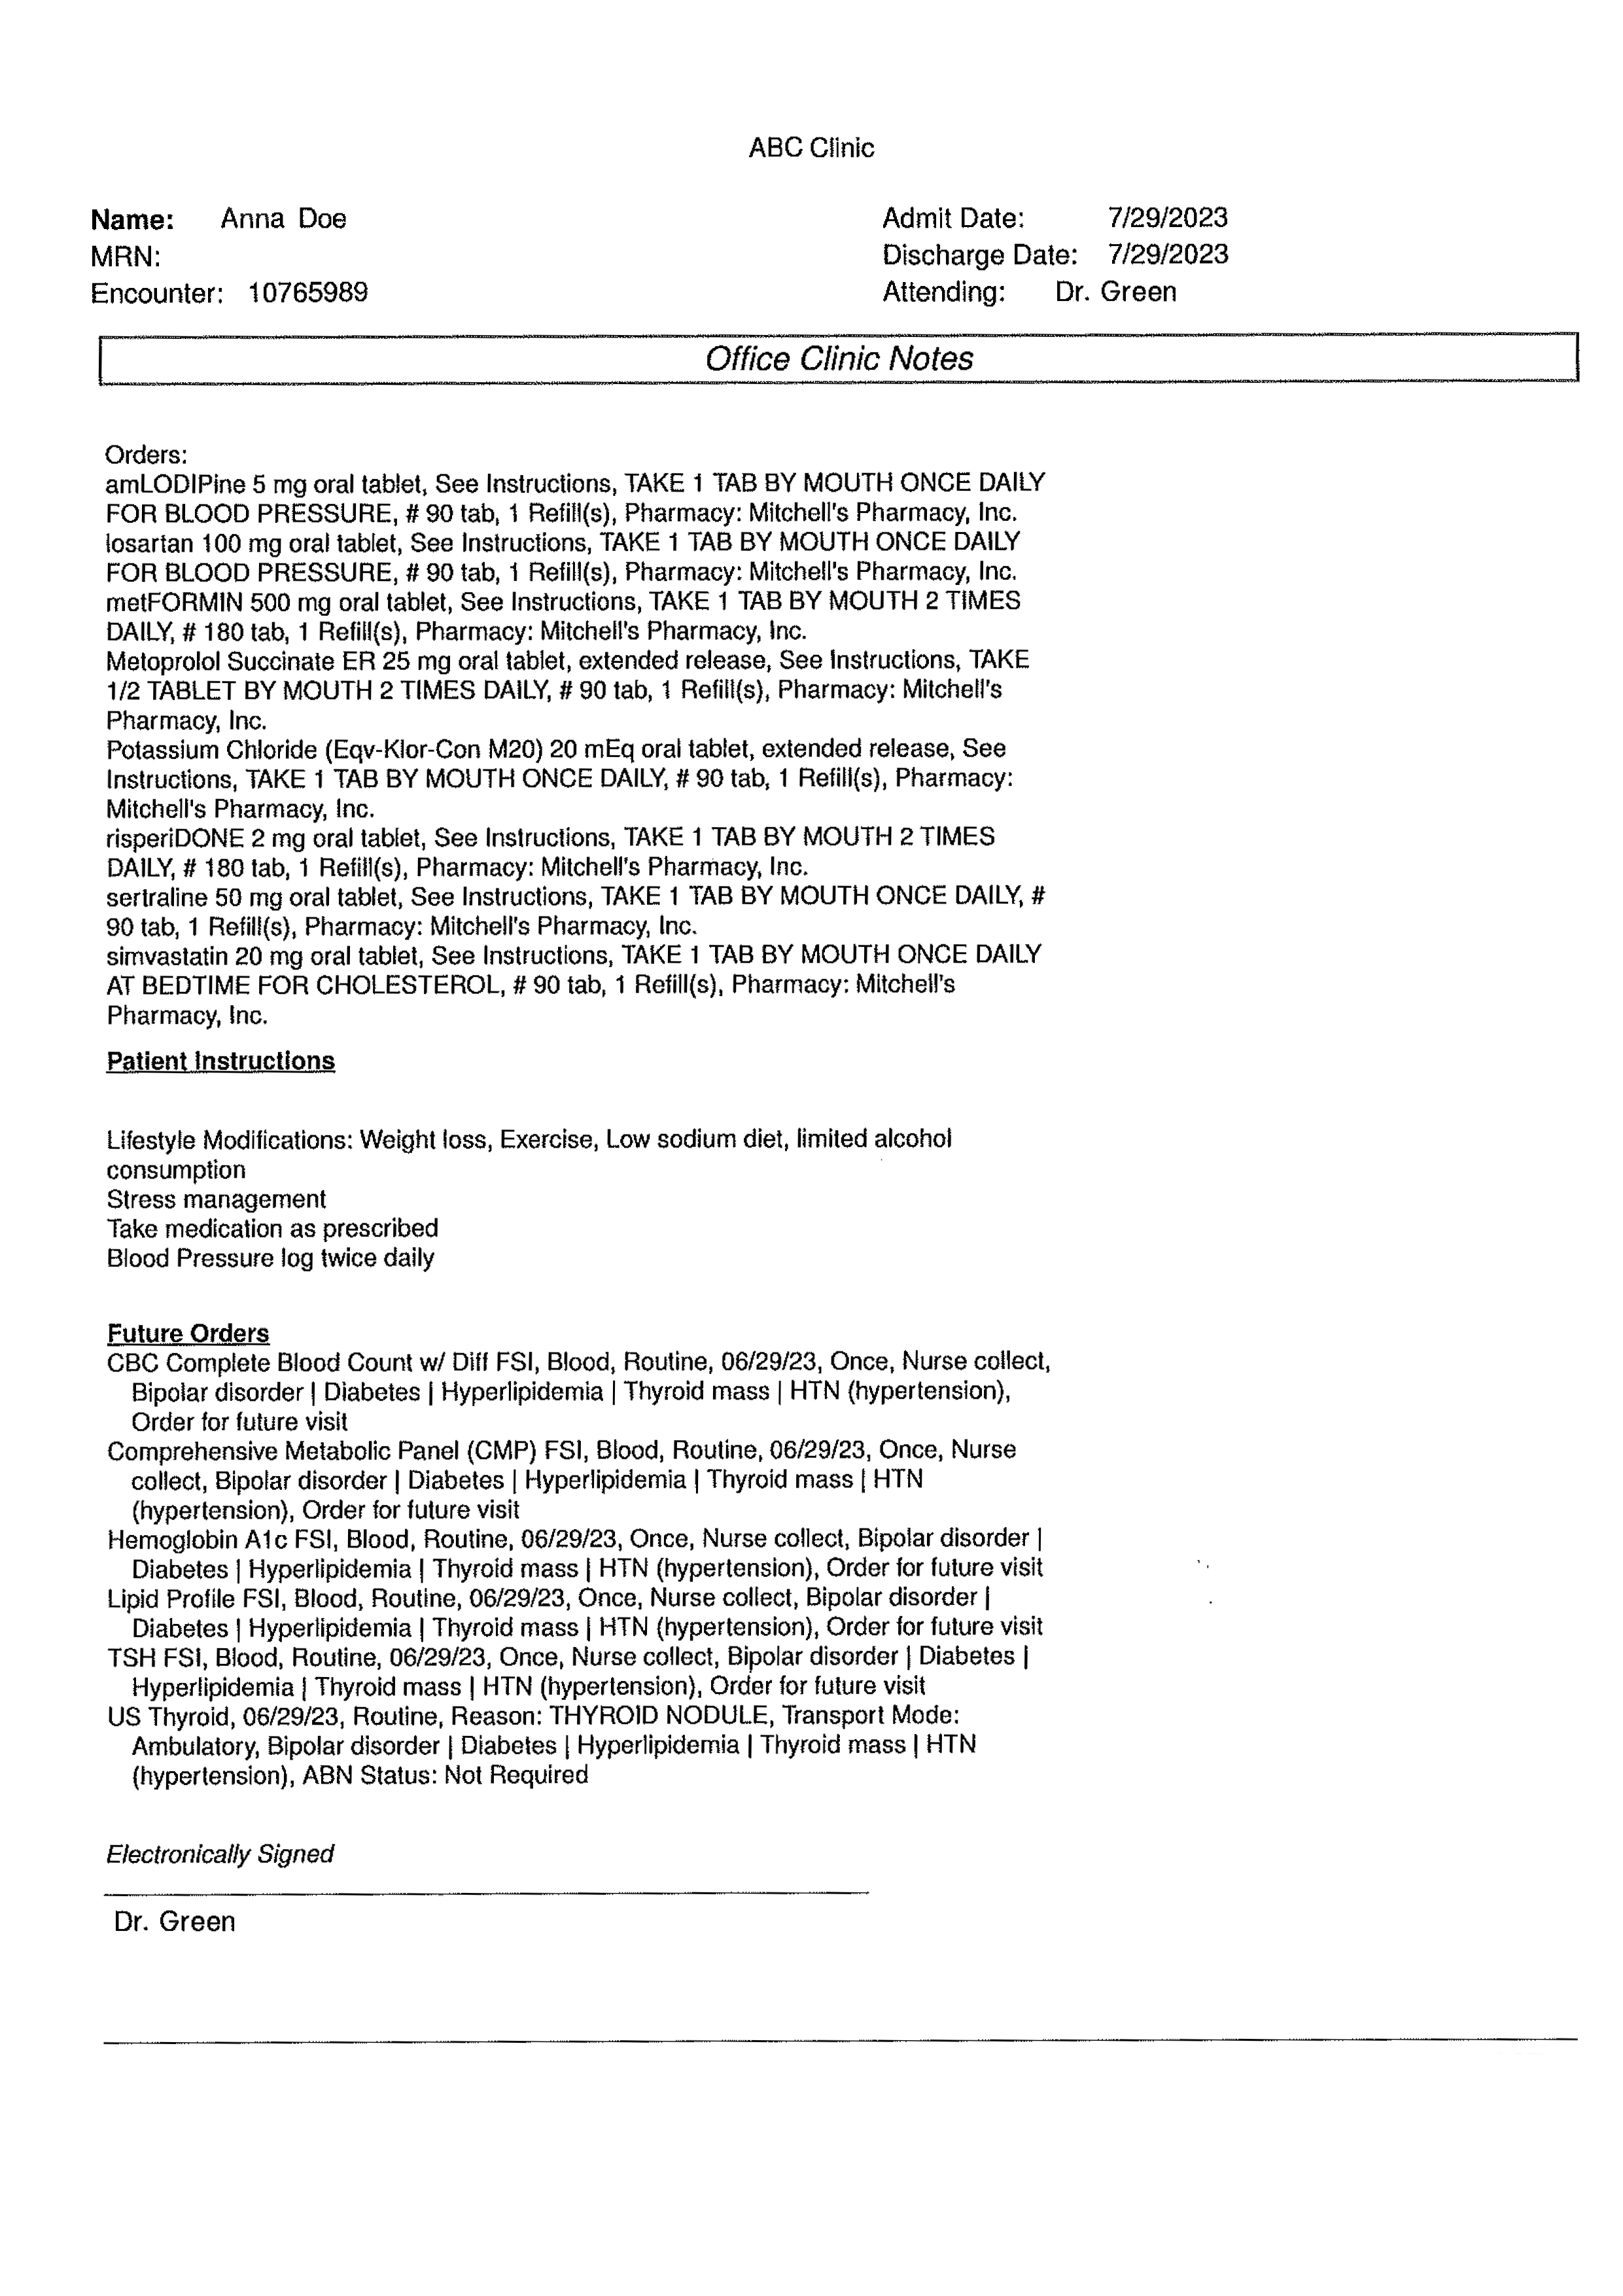 ABC Clinic
Name: Anna Doe
Admit Date: 7/29/2023
MRN:
Discharge Date: 7/29/2023
Encounter: 10765989
Attending: Dr. Green
Office Clinic Notes
Orders:
amLODIPine 5 mg oral tablet, See Instructions, TAKE 1 TAB BY MOUTH ONCE DAILY
FOR BLOOD PRESSURE, # 90 tab, 1 Refill(s), Pharmacy: Mitchell's Pharmacy, Inc.
losartan 100 mg oral tablet, See Instructions, TAKE 1 TAB BY MOUTH ONCE DAILY
FOR BLOOD PRESSURE, # 90 tab, 1 Refill(s), Pharmacy: Mitchell's Pharmacy, Inc.
metFORMIN 500 mg oral tablet, See Instructions, TAKE 1 TAB BY MOUTH 2 TIMES
DAILY, # 180 tab, 1 Refill(s), Pharmacy: Mitchell's Pharmacy, Inc.
Metoprolol Succinate ER 25 mg oral tablet, extended release, See Instructions, TAKE
1/2 TABLET BY MOUTH 2 TIMES DAILY, # 90 tab, 1 Refill(s), Pharmacy: Mitchell's
Pharmacy, Inc.
Potassium Chloride (Eqv-Klor-Con M20) 20 mEq oral tablet, extended release, See
Instructions, TAKE 1 TAB BY MOUTH ONCE DAILY, # 90 tab, 1 Refill(s), Pharmacy:
Mitchell's Pharmacy, Inc.
risperiDONE 2 mg oral tablet, See Instructions, TAKE 1 TAB BY MOUTH 2 TIMES
DAILY, # 180 tab, 1 Refill(s), Pharmacy: Mitchell's Pharmacy, Inc.
sertraline 50 mg oral tablet, See Instructions, TAKE 1 TAB BY MOUTH ONCE DAILY, #
90 tab, 1 Refill(s), Pharmacy: Mitchell's Pharmacy, Inc.
simvastatin 20 mg oral tablet, See Instructions, TAKE 1 TAB BY MOUTH ONCE DAILY
AT BEDTIME FOR CHOLESTEROL, # 90 tab, 1 Refill(s), Pharmacy: Mitchell's
Pharmacy, Inc.
Patient Instructions
Lifestyle Modifications: Weight loss, Exercise, Low sodium diet, limited alcohol
consumption
Stress management
Take medication as prescribed
Blood Pressure log twice daily
Future Orders
CBC Complete Blood Count w/ Diff FSI, Blood, Routine, 06/29/23, Once, Nurse collect,
Bipolar disorder | Diabetes | Hyperlipidemia | Thyroid mass | HTN (hypertension),
Order for future visit
Comprehensive Metabolic Panel (CMP) FSI, Blood, Routine, 06/29/23, Once, Nurse
collect, Bipolar disorder | Diabetes | Hyperlipidemia | Thyroid mass | HTN
(hypertension), Order for future visit
Hemoglobin A1c FSI, Blood, Routine, 06/29/23, Once, Nurse collect, Bipolar disorder |
Diabetes | Hyperlipidemia | Thyroid mass | HTN (hypertension), Order for future visit
Lipid Profile FSI, Blood, Routine, 06/29/23, Once, Nurse collect, Bipolar disorder |
Diabetes | Hyperlipidemia | Thyroid mass | HTN (hypertension), Order for future visit
TSH FSI, Blood, Routine, 06/29/23, Once, Nurse collect, Bipolar disorder | Diabetes |
Hyperlipidemia | Thyroid mass | HTN (hypertension), Order for future visit
US Thyroid, 06/29/23, Routine, Reason: THYROID NODULE, Transport Mode:
Ambulatory, Bipolar disorder | Diabetes | Hyperlipidemia | Thyroid mass | HTN
(hypertension), ABN Status: Not Required
Electronically Signed
Dr. Green